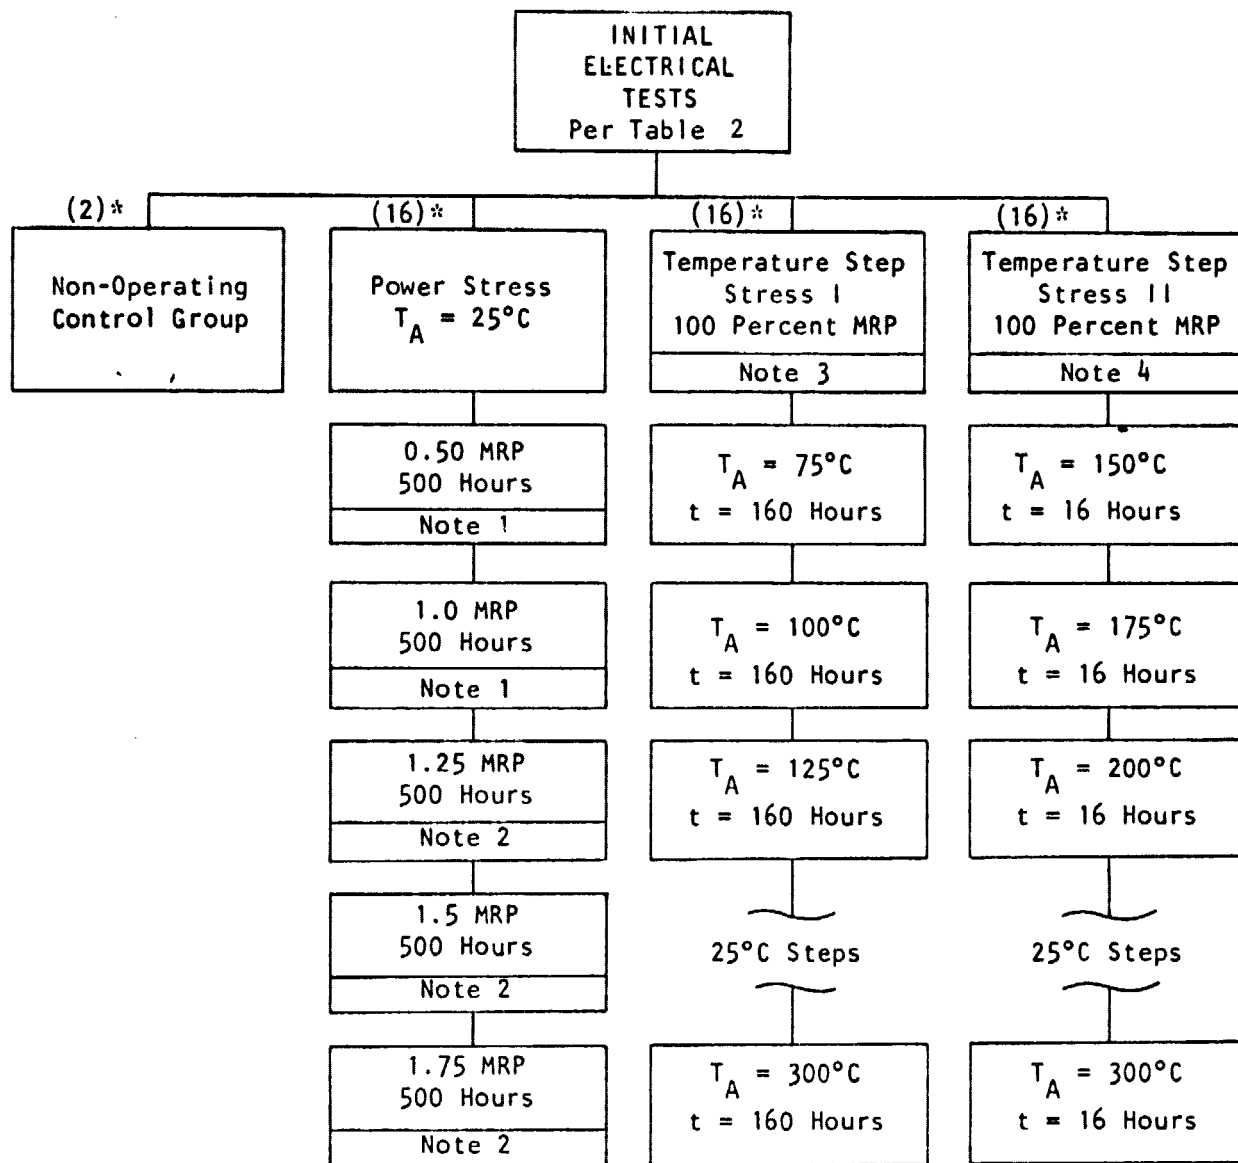 INITIAL
ELECTRICAL
TESTS
Per Table 2
(2)*
(16)*
(16)*
(16)*
Non-Operating
Control Group
Power Stress
T_A = 25°C
Temperature Step
Stress I
100 Percent MRP
Note 3
Temperature Step
Stress II
100 Percent MRP
Note 4
0.50 MRP
500 Hours
Note 1
T_A = 75°C
t = 160 Hours
T_A = 150°C
t = 16 Hours
1.0 MRP
500 Hours
Note 1
T_A = 100°C
t = 160 Hours
T_A = 175°C
t = 16 Hours
1.25 MRP
500 Hours
Note 2
T_A = 125°C
t = 160 Hours
T_A = 200°C
t = 16 Hours
1.5 MRP
500 Hours
Note 2
25°C Steps
25°C Steps
1.75 MRP
500 Hours
Note 2
T_A = 300°C
t = 160 Hours
T_A = 300°C
t = 16 Hours